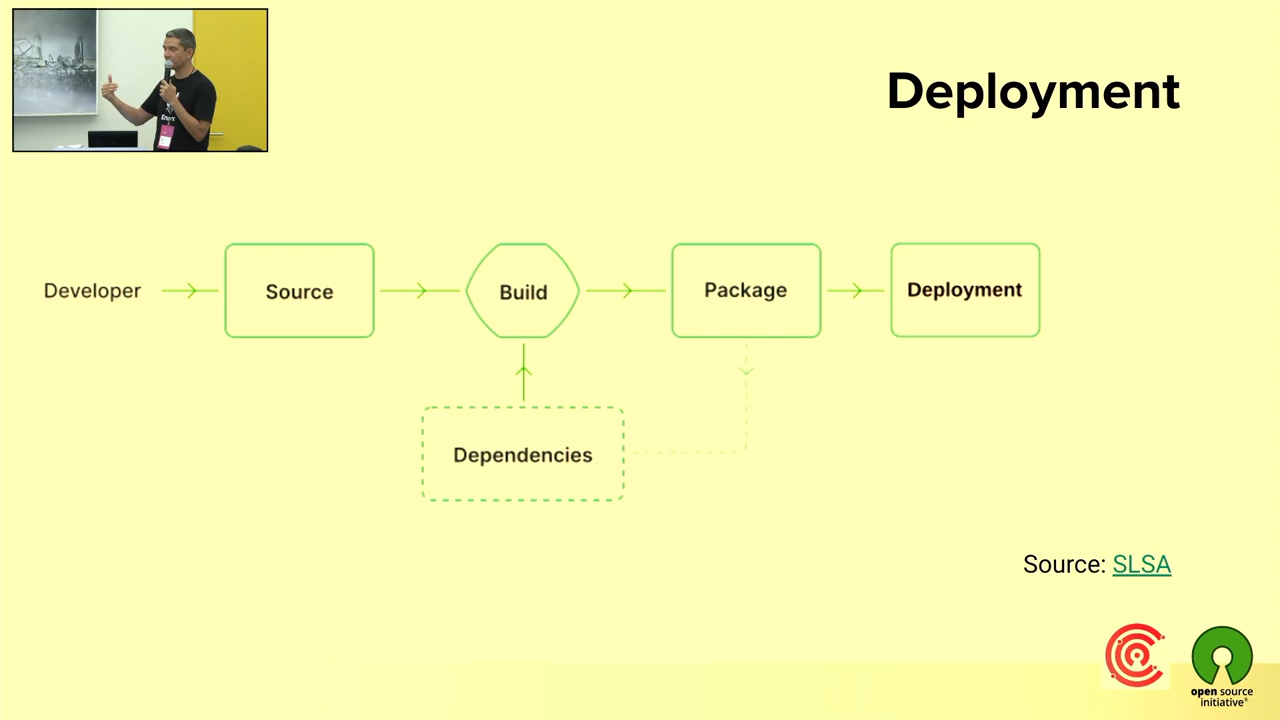 Deployment
Developer
Source
Build
Package
Deployment
Dependencies
Source: SLSA
open source
initiative®